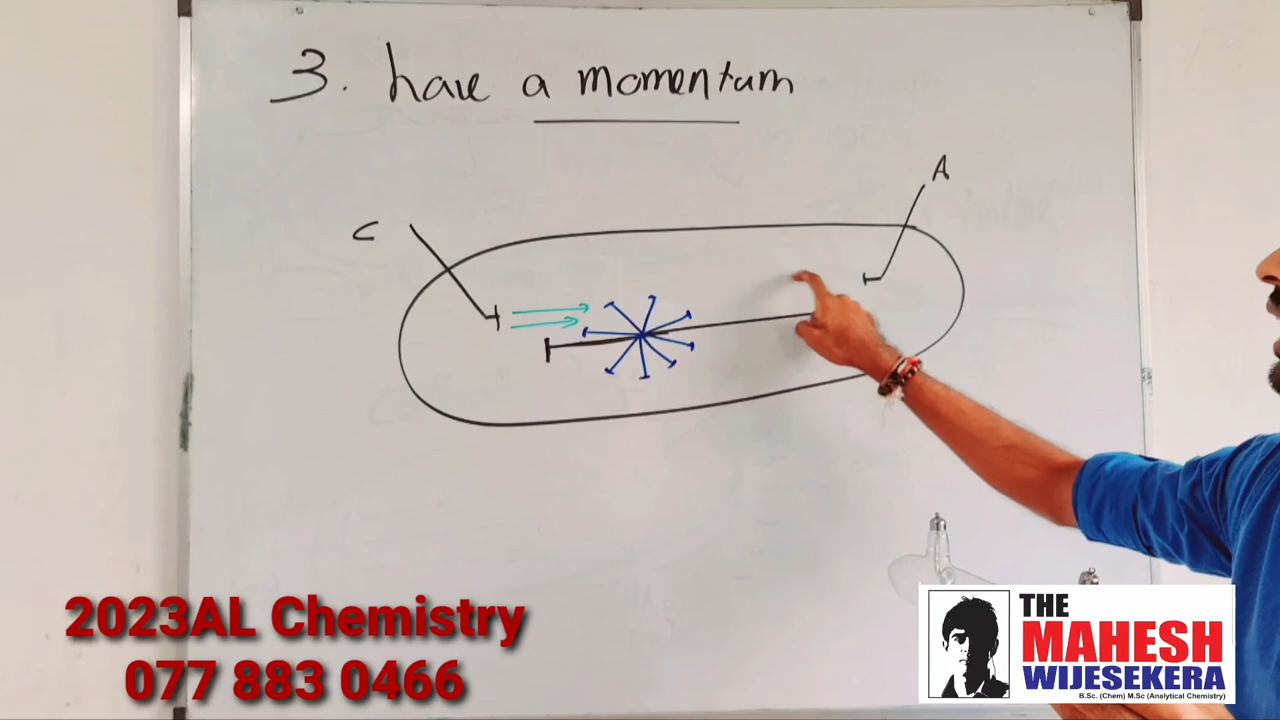 3. have a momentum
A
C
2023AL Chemistry
077 883 0466
THE
MAHESH
WIJESEKERA
B.Sc. (Chem) M.Sc (Analytical Chemistry)